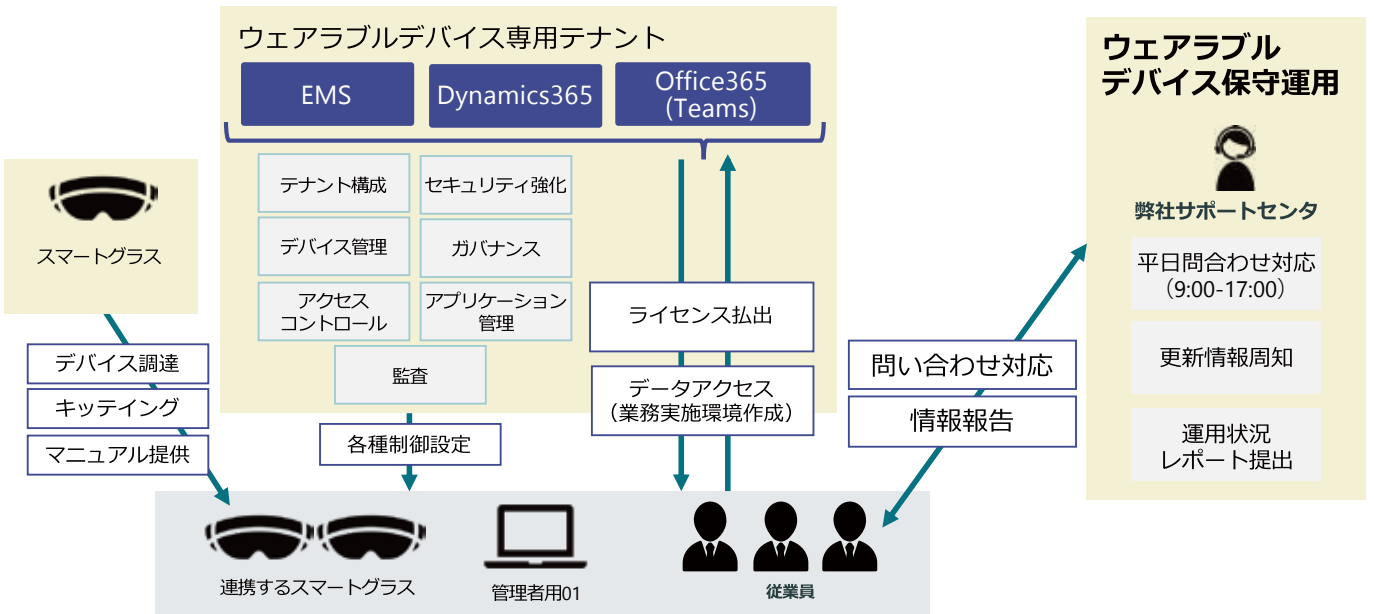 ウェアラブルデバイス専用テナント
EMS
Dynamics365
Office365
(Teams)
テナント構成
セキュリティ強化
デバイス管理
ガバナンス
アクセス
コントロール
アプリケーション
管理
監査
スマートグラス
デバイス調達
キッテイング
マニュアル提供
各種制御設定
ライセンス払出
データアクセス
（業務実施環境作成）
問い合わせ対応
情報報告
ウェアラブル
デバイス保守運用
弊社サポートセンタ
平日問合わせ対応
（9:00-17:00）
更新情報周知
運用状況
レポート提出
連携するスマートグラス
管理者用01
従業員